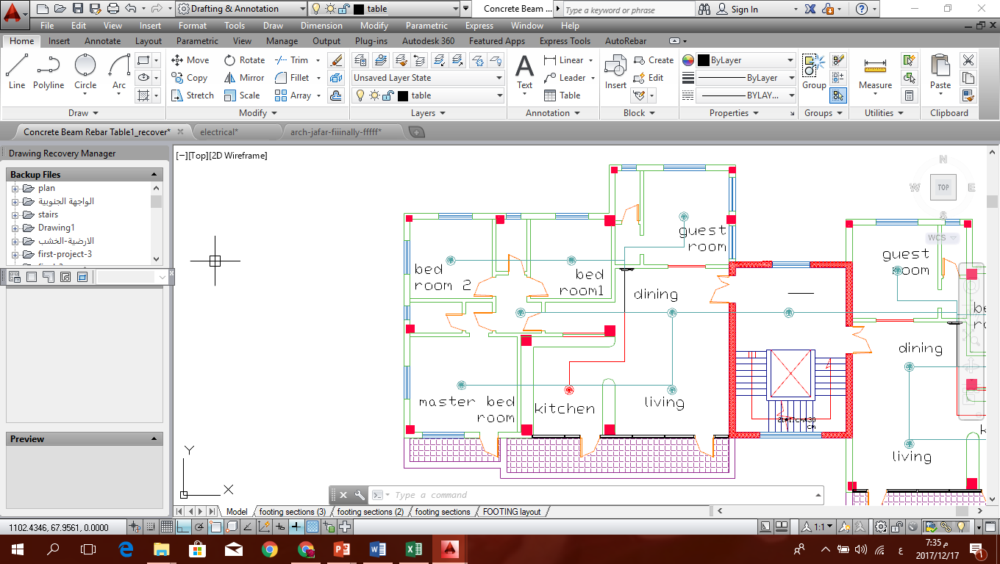 Drafting & Annotation
table
Concrete Beam ...
Type a keyword or phrase
Sign In
File Edit View Insert Format Tools Draw Dimension Modify Parametric Express Window Help
Home Insert Annotate Layout Parametric View Manage Output Plug-ins Autodesk 360 Featured Apps Express Tools AutoRebar
Move Rotate Trim Linear Create ByLayer
Line Polyline Circle Arc Copy Mirror Fillet Unsaved Layer State Text Leader Insert Edit ByLayer Group Measure Paste
Stretch Scale Array table Table BYLAY...
Draw Modify Layers Annotation Block Properties Groups Utilities Clipboard
Concrete Beam Rebar Table1_recover* electrical* arch-jafar-fiiinally-fffff*
Drawing Recovery Manager
[−][Top][2D Wireframe]
Backup Files
plan
الواجهة الجنوبية
stairs
Drawing1
الارضية-الخشب
first-project-3
N
W TOP E
S
WCS
guest
room
guest
room
bed
room 2
bed
room1
dining
dining
master bed
room
kitchen
living
living
Preview
Y
X
Type a command
Model footing sections (3) footing sections (2) footing sections FOOTING layout
1102.4346, 67.9561, 0.0000
1:1
7:35 م
2017/12/17
ع
1